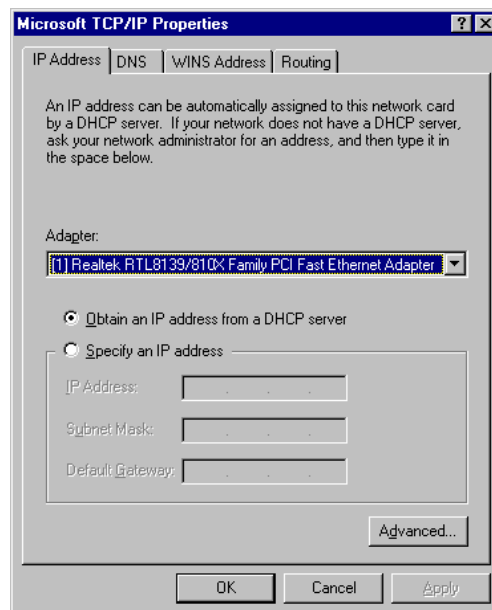 Microsoft TCP/IP Properties
IP Address DNS WINS Address Routing
An IP address can be automatically assigned to this network card
by a DHCP server. If your network does not have a DHCP server,
ask your network administrator for an address, and then type it in
the space below.
Adapter:
[1] Realtek RTL8139/810X Family PCI Fast Ethernet Adapter
Obtain an IP address from a DHCP server
Specify an IP address
IP Address:
Subnet Mask:
Default Gateway:
Advanced...
OK Cancel Apply